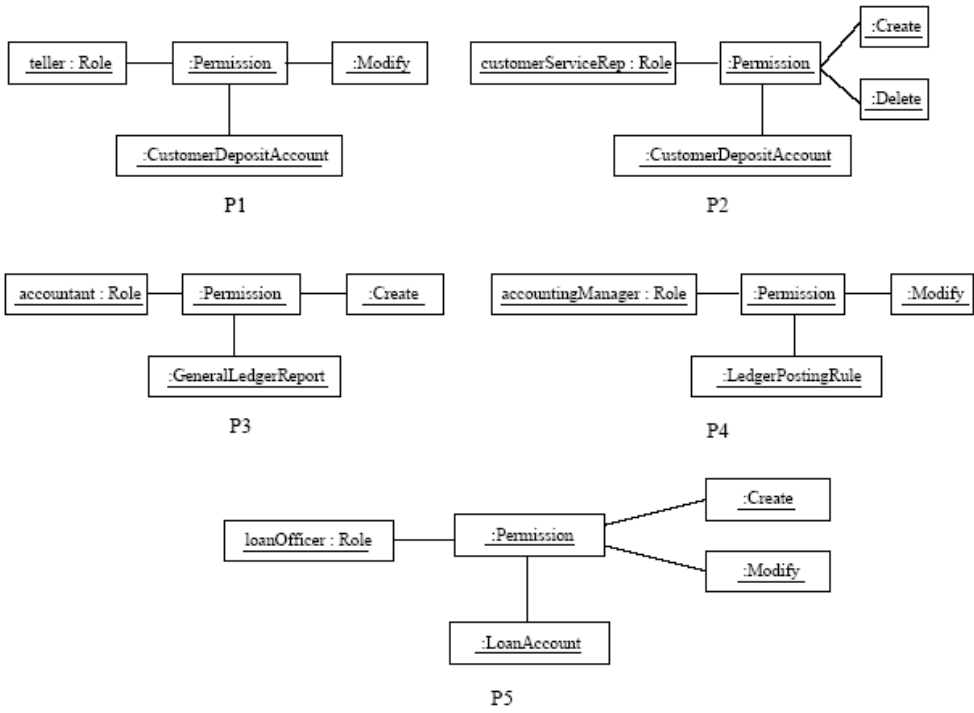 teller : Role
:Permission
:Modify
:CustomerDepositAccount
P1
customerServiceRep : Role
:Permission
:Create
:Delete
:CustomerDepositAccount
P2
accountant : Role
:Permission
:Create
:GeneralLedgerReport
P3
accountingManager : Role
:Permission
:Modify
:LedgerPostingRule
P4
loanOfficer : Role
:Permission
:Create
:Modify
:LoanAccount
P5